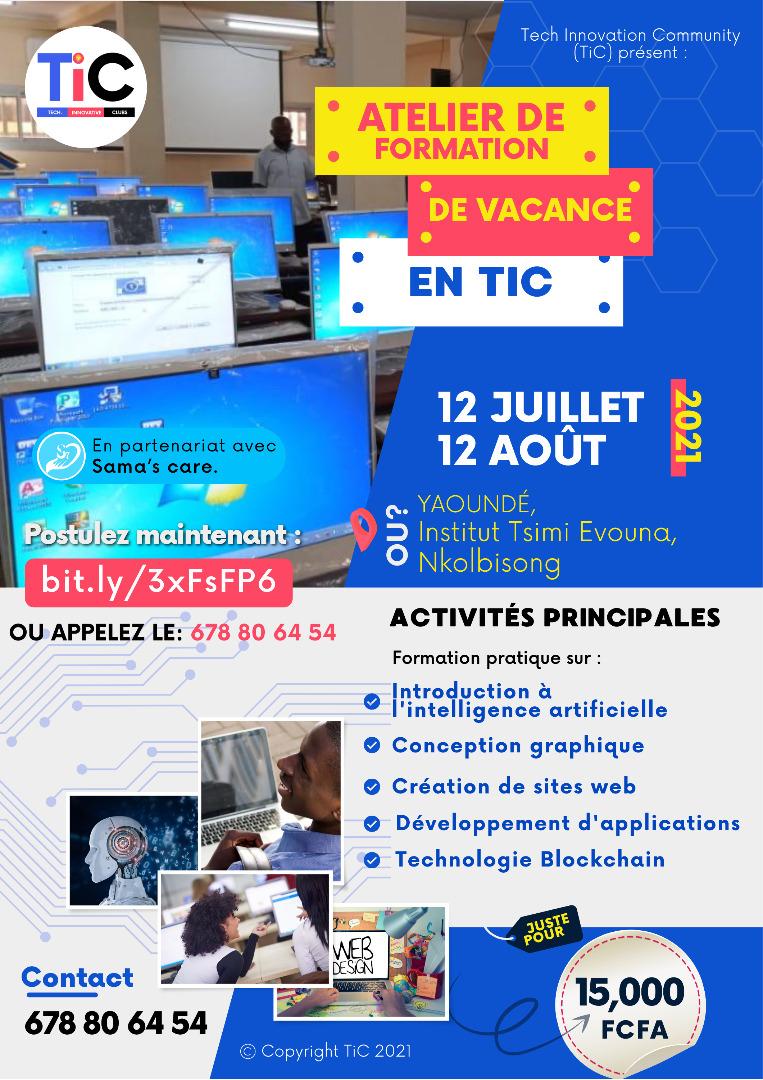 TiC
TECH. INNOVATIVE CLUBS
Tech Innovation Community
(TiC) présent :
ATELIER DE
FORMATION
DE VACANCE
EN TIC
12 JUILLET
12 AOÛT
2021
En partenariat avec
Sama's care.
OU?
YAOUNDÉ,
Institut Tsimi Evouna,
Nkolbisong
Postulez maintenant :
bit.ly/3xFsFP6
OU APPELEZ LE: 678 80 64 54
ACTIVITÉS PRINCIPALES
Formation pratique sur :
Introduction à
l'intelligence artificielle
Conception graphique
Création de sites web
Développement d'applications
Technologie Blockchain
WEB
DESIGN
JUSTE
POUR
15,000
FCFA
Contact
678 80 64 54
© Copyright TiC 2021